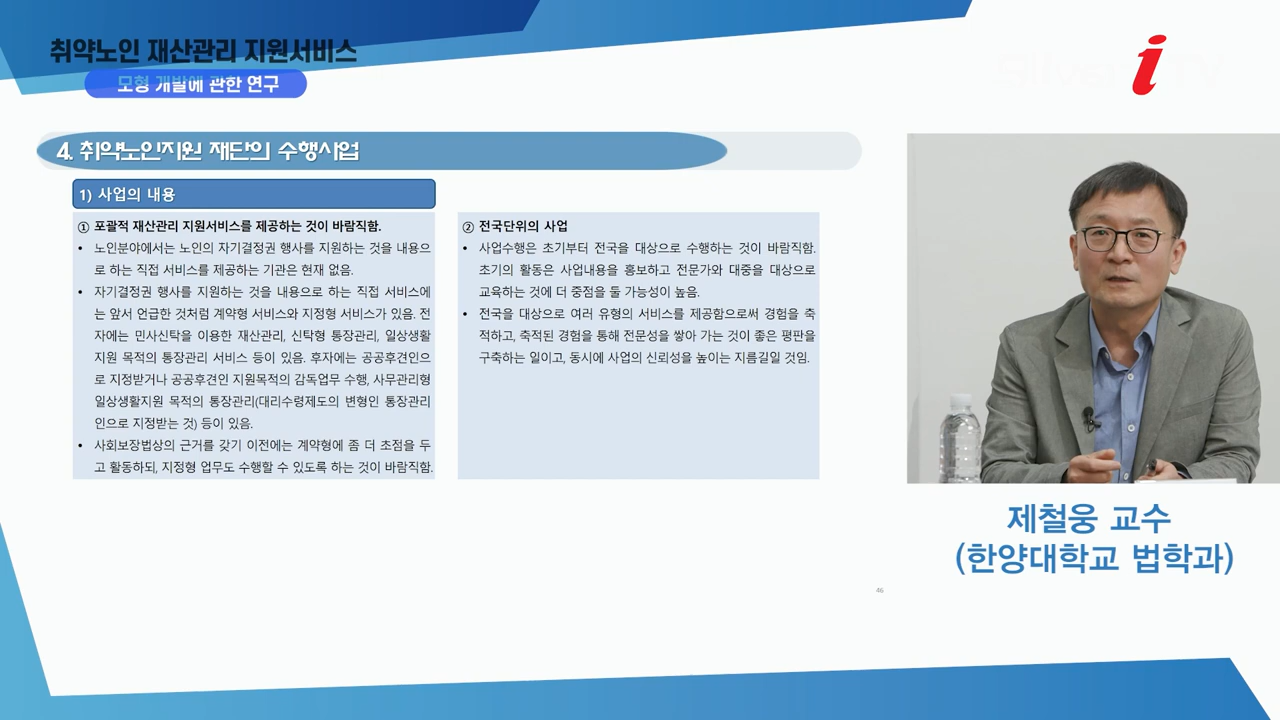 취약노인 재산관리 지원서비스
모형 개발에 관한 연구
i
4. 취약노인지원 재단의 수행사업
1) 사업의 내용
① 포괄적 재산관리 지원서비스를 제공하는 것이 바람직함.
• 노인분야에서는 노인의 자기결정권 행사를 지원하는 것을 내용으
로 하는 직접 서비스를 제공하는 기관은 현재 없음.
• 자기결정권 행사를 지원하는 것을 내용으로 하는 직접 서비스에
는 앞서 언급한 것처럼 계약형 서비스와 지정형 서비스가 있음. 전
자에는 민사신탁을 이용한 재산관리, 신탁형 통장관리, 일상생활
지원 목적의 통장관리 서비스 등이 있음. 후자에는 공공후견인으
로 지정받거나 공공후견인 지원목적의 감독업무 수행, 사무관리형
일상생활지원 목적의 통장관리(대리수령제도의 변형인 통장관리
인으로 지정받는 것) 등이 있음.
• 사회보장법상의 근거를 갖기 이전에는 계약형에 좀 더 초점을 두
고 활동하되, 지정형 업무도 수행할 수 있도록 하는 것이 바람직함.
② 전국단위의 사업
• 사업수행은 초기부터 전국을 대상으로 수행하는 것이 바람직함.
초기의 활동은 사업내용을 홍보하고 전문가와 대중을 대상으로
교육하는 것에 더 중점을 둘 가능성이 높음.
• 전국을 대상으로 여러 유형의 서비스를 제공함으로써 경험을 축
적하고, 축적된 경험을 통해 전문성을 쌓아 가는 것이 좋은 평판을
구축하는 일이고, 동시에 사업의 신뢰성을 높이는 지름길일 것임.
제철웅 교수
(한양대학교 법학과)
46